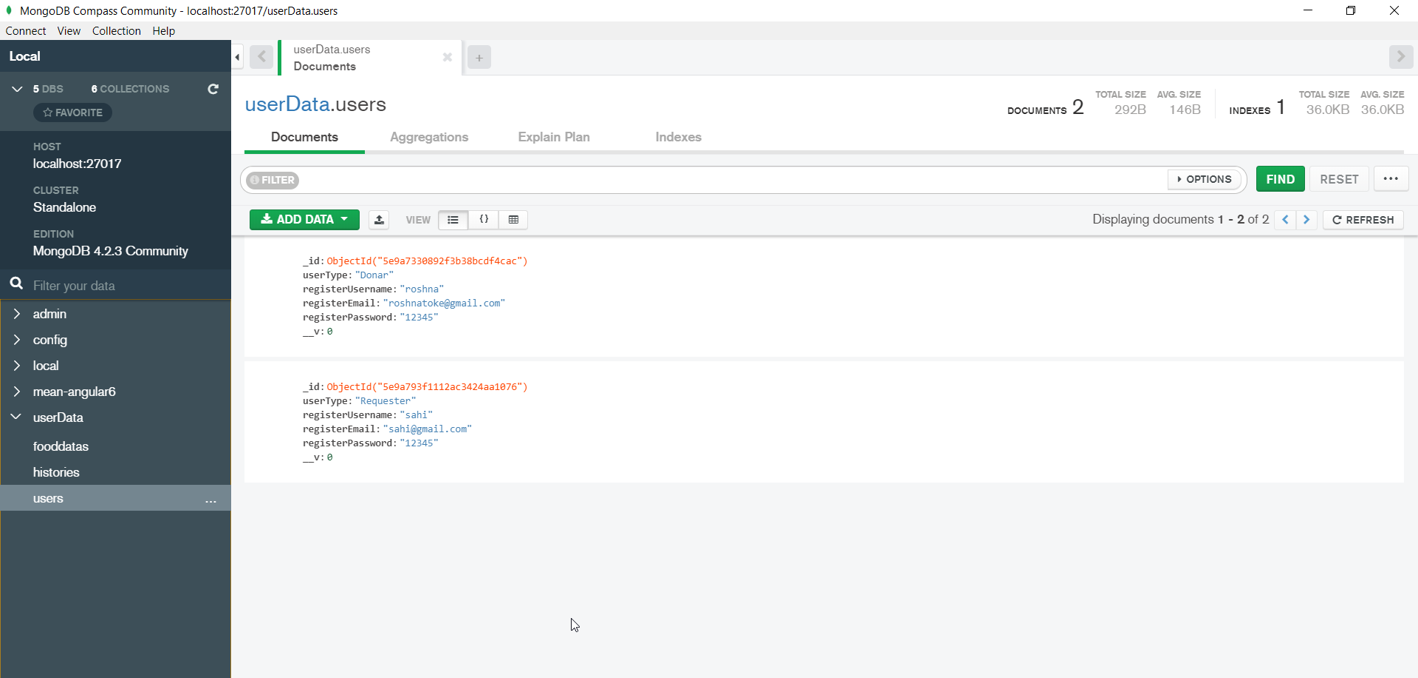 MongoDB Compass Community - localhost:27017/userData.users
Connect View Collection Help
Local
5 DBS 6 COLLECTIONS
FAVORITE
HOST
localhost:27017
CLUSTER
Standalone
EDITION
MongoDB 4.2.3 Community
Filter your data
admin
config
local
mean-angular6
userData
fooddatas
histories
users ...
userData.users
Documents
userData.users
DOCUMENTS 2 TOTAL SIZE 292B AVG. SIZE 146B INDEXES 1 TOTAL SIZE 36.0KB AVG. SIZE 36.0KB
Documents Aggregations Explain Plan Indexes
FILTER OPTIONS FIND RESET ...
ADD DATA VIEW {} Displaying documents 1 - 2 of 2 < > REFRESH
_id: ObjectId("5e9a7330892f3b38bcdf4cac")
userType: "Donar"
registerUsername: "roshna"
registerEmail: "roshnatoke@gmail.com"
registerPassword: "12345"
__v: 0
_id: ObjectId("5e9a793f1112ac3424aa1076")
userType: "Requester"
registerUsername: "sahi"
registerEmail: "sahi@gmail.com"
registerPassword: "12345"
__v: 0